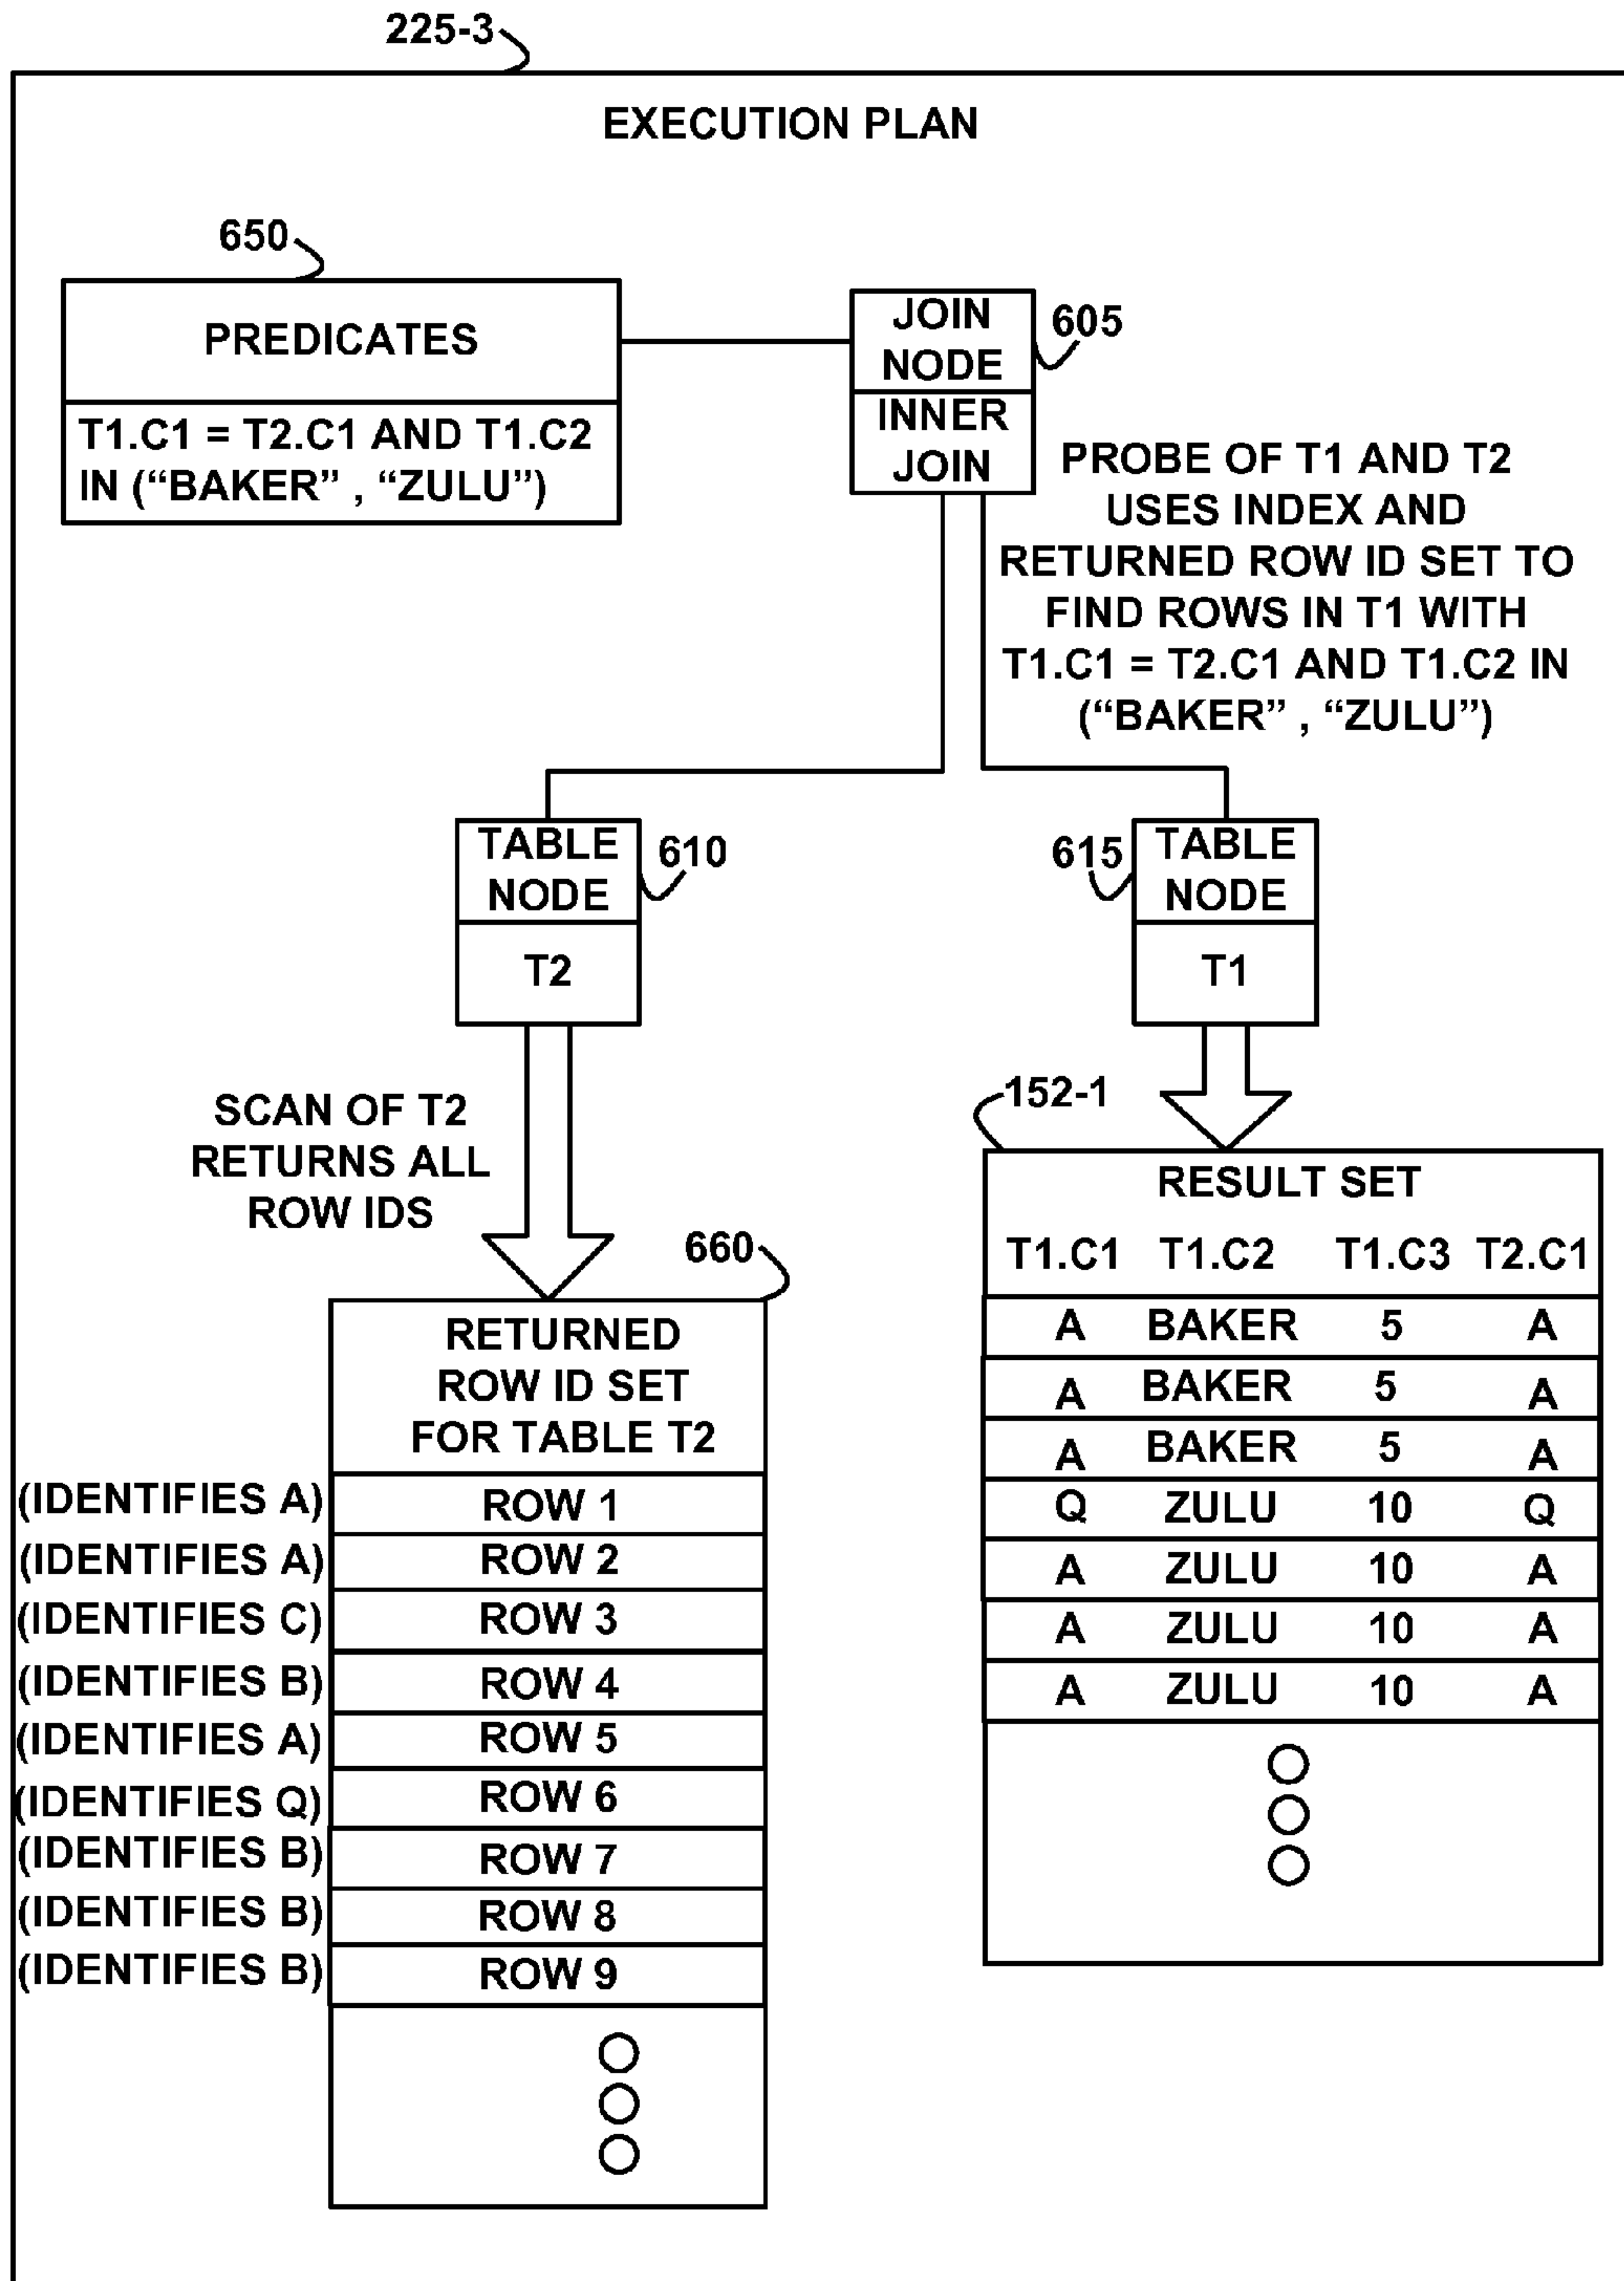 225-3
EXECUTION PLAN
650
PREDICATES
T1.C1 = T2.C1 AND T1.C2
IN (“BAKER” , “ZULU”)
JOIN
NODE
605
INNER
JOIN
PROBE OF T1 AND T2
USES INDEX AND
RETURNED ROW ID SET TO
FIND ROWS IN T1 WITH
T1.C1 = T2.C1 AND T1.C2 IN
(“BAKER” , “ZULU”)
TABLE
NODE
610
T2
615
TABLE
NODE
T1
SCAN OF T2
RETURNS ALL
ROW IDS
660
RETURNED
ROW ID SET
FOR TABLE T2
(IDENTIFIES A) ROW 1
(IDENTIFIES A) ROW 2
(IDENTIFIES C) ROW 3
(IDENTIFIES B) ROW 4
(IDENTIFIES A) ROW 5
(IDENTIFIES Q) ROW 6
(IDENTIFIES B) ROW 7
(IDENTIFIES B) ROW 8
(IDENTIFIES B) ROW 9
152-1
RESULT SET
T1.C1 T1.C2 T1.C3 T2.C1
A BAKER 5 A
A BAKER 5 A
A BAKER 5 A
Q ZULU 10 Q
A ZULU 10 A
A ZULU 10 A
A ZULU 10 A